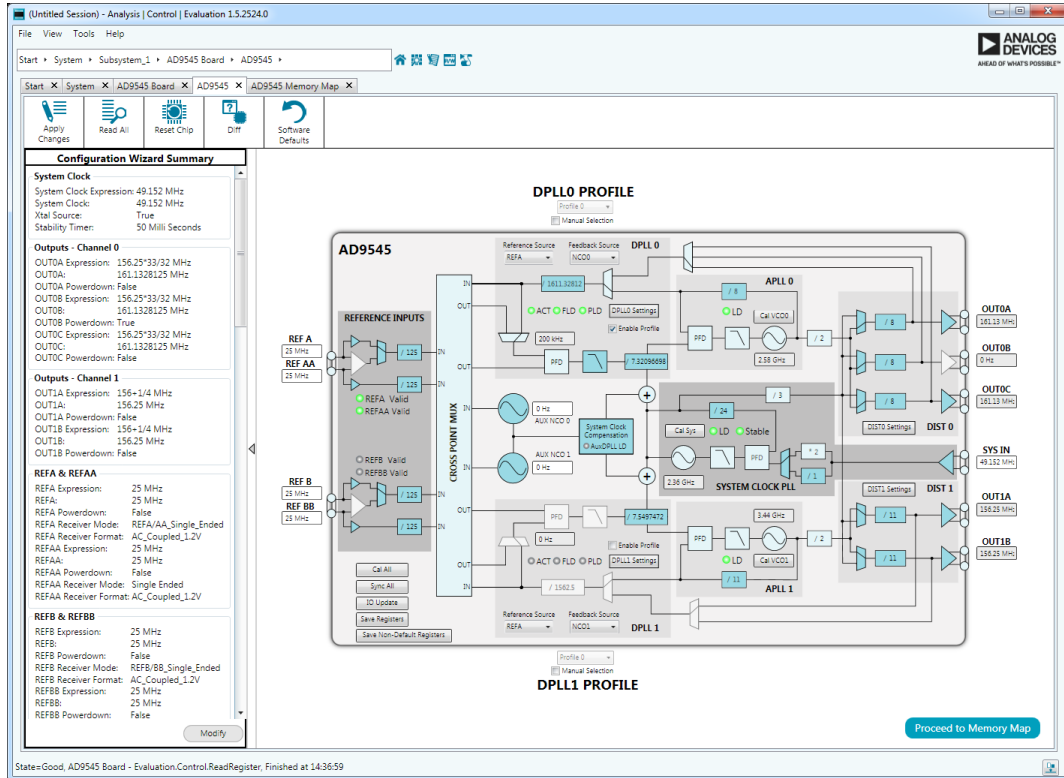 (Untitled Session) - Analysis | Control | Evaluation 1.5.2524.0
File View Tools Help
ANALOG DEVICES
AHEAD OF WHAT'S POSSIBLE™
Start ▸ System ▸ Subsystem_1 ▸ AD9545 Board ▸ AD9545 ▸
Start X System X AD9545 Board X AD9545 X AD9545 Memory Map X
Apply Changes
Read All
Reset Chip
Diff
Software Defaults
Configuration Wizard Summary
System Clock
System Clock Expression: 49.152 MHz
System Clock: 49.152 MHz
Xtal Source: True
Stability Timer: 50 Milli Seconds
Outputs - Channel 0
OUT0A Expression: 156.25*33/32 MHz
OUT0A: 161.1328125 MHz
OUT0A Powerdown: False
OUT0B Expression: 156.25*33/32 MHz
OUT0B: 161.1328125 MHz
OUT0B Powerdown: True
OUT0C Expression: 156.25*33/32 MHz
OUT0C: 161.1328125 MHz
OUT0C Powerdown: False
Outputs - Channel 1
OUT1A Expression: 156+1/4 MHz
OUT1A: 156.25 MHz
OUT1A Powerdown: False
OUT1B Expression: 156+1/4 MHz
OUT1B: 156.25 MHz
OUT1B Powerdown: False
REFA & REFAA
REFA Expression: 25 MHz
REFA: 25 MHz
REFA Powerdown: False
REFA Receiver Mode: REFA/AA_Single_Ended
REFA Receiver Format: AC_Coupled_1.2V
REFAA Expression: 25 MHz
REFAA: 25 MHz
REFAA Powerdown: False
REFAA Receiver Mode: Single Ended
REFAA Receiver Format: AC_Coupled_1.2V
REFB & REFBB
REFB Expression: 25 MHz
REFB: 25 MHz
REFB Powerdown: False
REFB Receiver Mode: REFB/BB_Single_Ended
REFB Receiver Format: AC_Coupled_1.2V
REFBB Expression: 25 MHz
REFBB: 25 MHz
REFBB Powerdown: False
Modify
DPLL0 PROFILE
Profile 0
Manual Selection
AD9545
Reference Source Feedback Source DPLL 0
REFA NCO0
/ 1611.32812
ACT FLD PLD DPLL0 Settings
Enable Profile
200 kHz
PFD
/ 7.32096698
/ 8
APLL 0
LD
Cal VCO0
PFD
2.58 GHz
/ 2
/ 8
/ 8
/ 8
DIST0 Settings DIST 0
OUT0A
161.13 MHz
OUT0B
0 Hz
OUT0C
161.13 MHz
REFERENCE INPUTS
REF A
25 MHz
REF AA
25 MHz
/ 125
/ 125
REFA Valid
REFAA Valid
REFB Valid
REFBB Valid
REF B
25 MHz
REF BB
25 MHz
/ 125
/ 125
CROSS POINT MUX
IN
OUT
IN
OUT
IN
IN
IN
IN
OUT
OUT
IN
0 Hz
AUX NCO 0
AUX NCO 1
0 Hz
System Clock Compensation
AuxDPLL LD
+
+
/ 3
/ 24
Cal Sys
LD Stable
PFD
* 2
/ 1
2.36 GHz
SYSTEM CLOCK PLL
SYS IN
49.152 MHz
PFD
/ 7.5497472
0 Hz
Enable Profile
ACT FLD PLD DPLL1 Settings
/ 1562.5
Reference Source Feedback Source
REFA NCO1 DPLL 1
3.44 GHz
PFD
LD
Cal VCO1
/ 11
APLL 1
/ 2
DIST1 Settings DIST 1
/ 11
/ 11
OUT1A
156.25 MHz
OUT1B
156.25 MHz
Cal All
Sync All
IO Update
Save Registers
Save Non-Default Registers
Profile 0
Manual Selection
DPLL1 PROFILE
Proceed to Memory Map
State=Good, AD9545 Board - Evaluation.Control.ReadRegister, Finished at 14:36:59